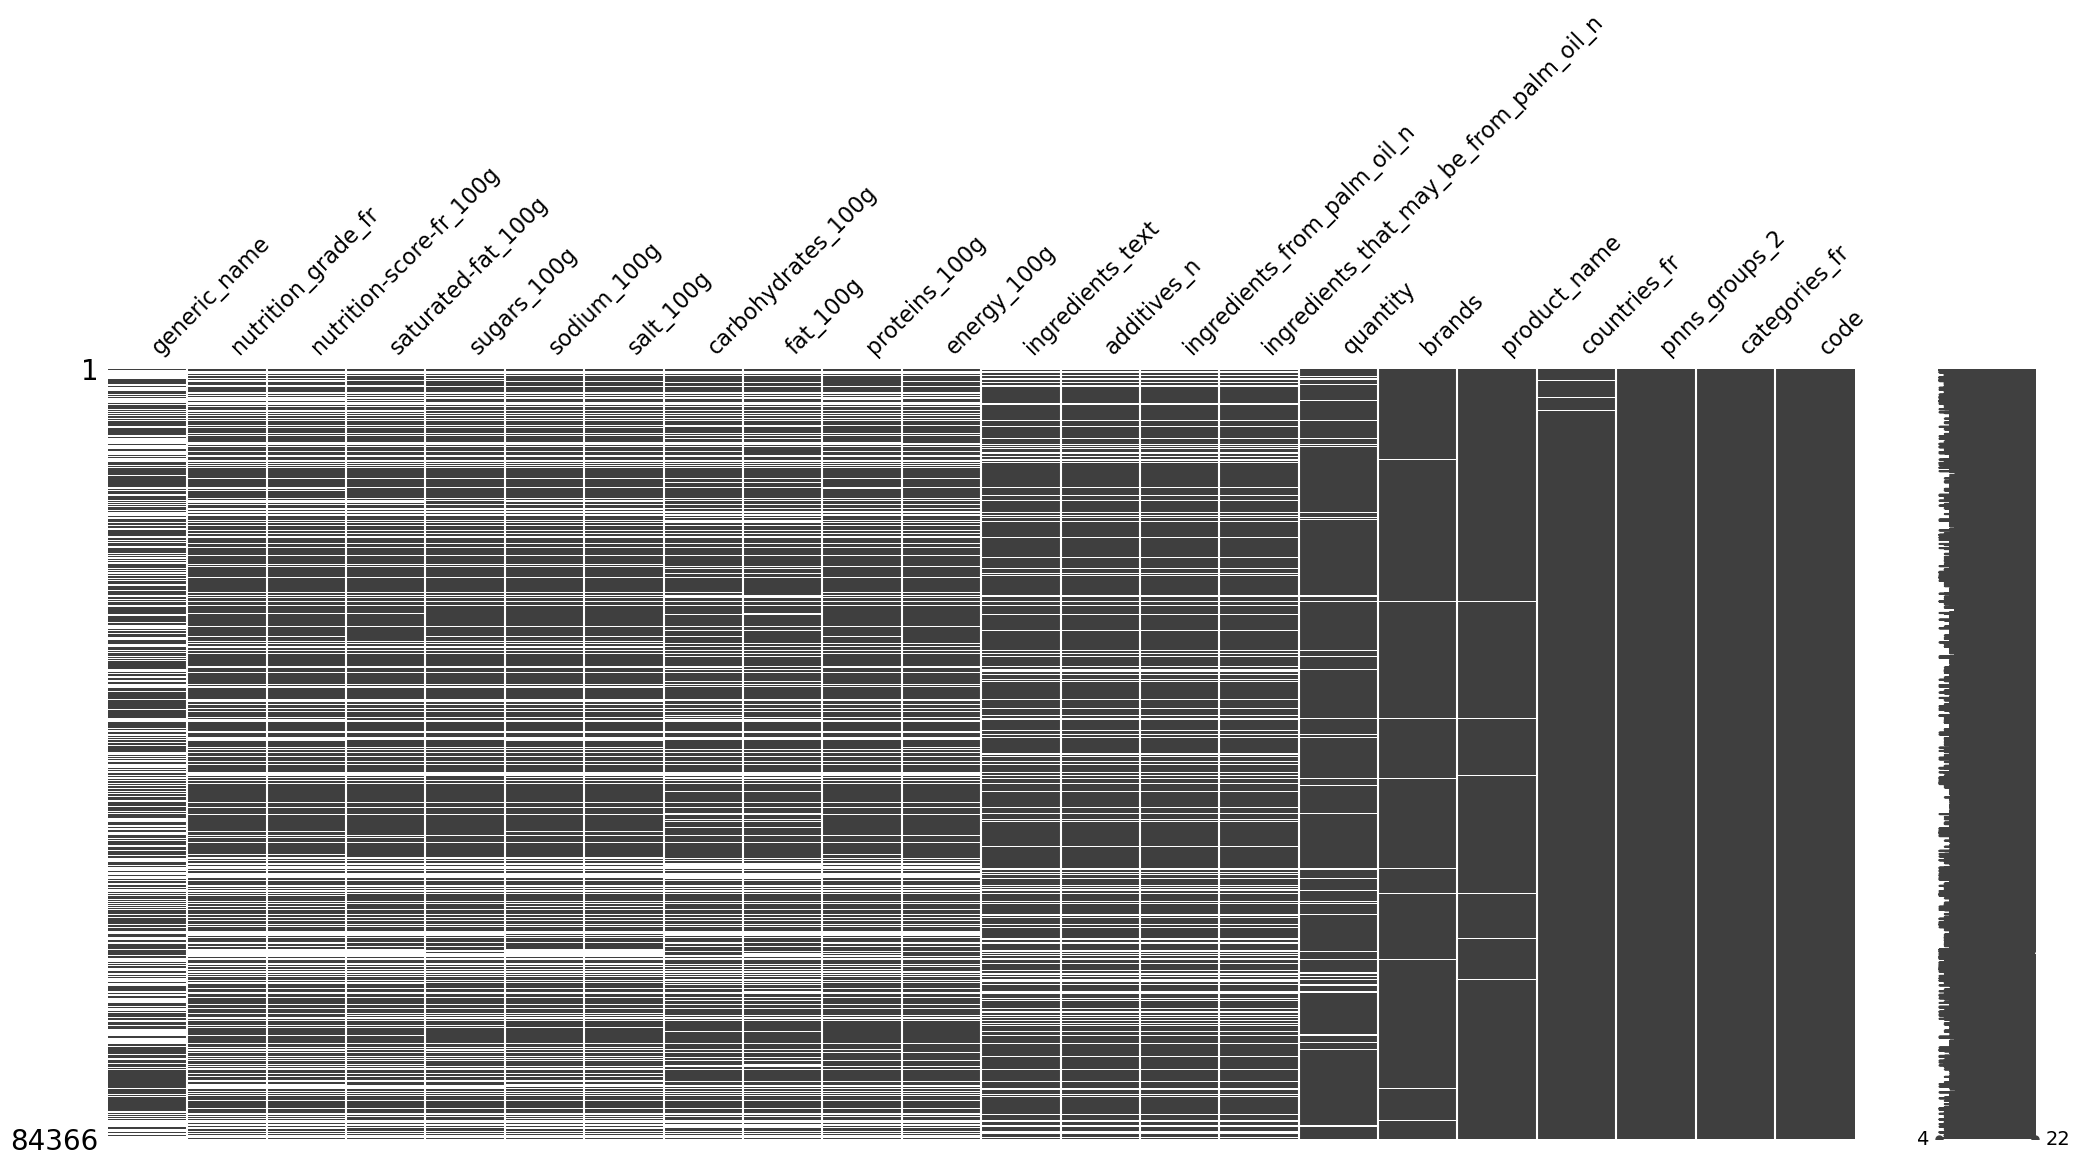 generic_name
nutrition_grade_fr
nutrition-score-fr_100g
saturated-fat_100g
sugars_100g
sodium_100g
salt_100g
carbohydrates_100g
fat_100g
proteins_100g
energy_100g
ingredients_text
additives_n
ingredients_from_palm_oil_n
ingredients_that_may_be_from_palm_oil_n
quantity
brands
product_name
countries_fr
pnns_groups_2
categories_fr
code
1
84366
4
22